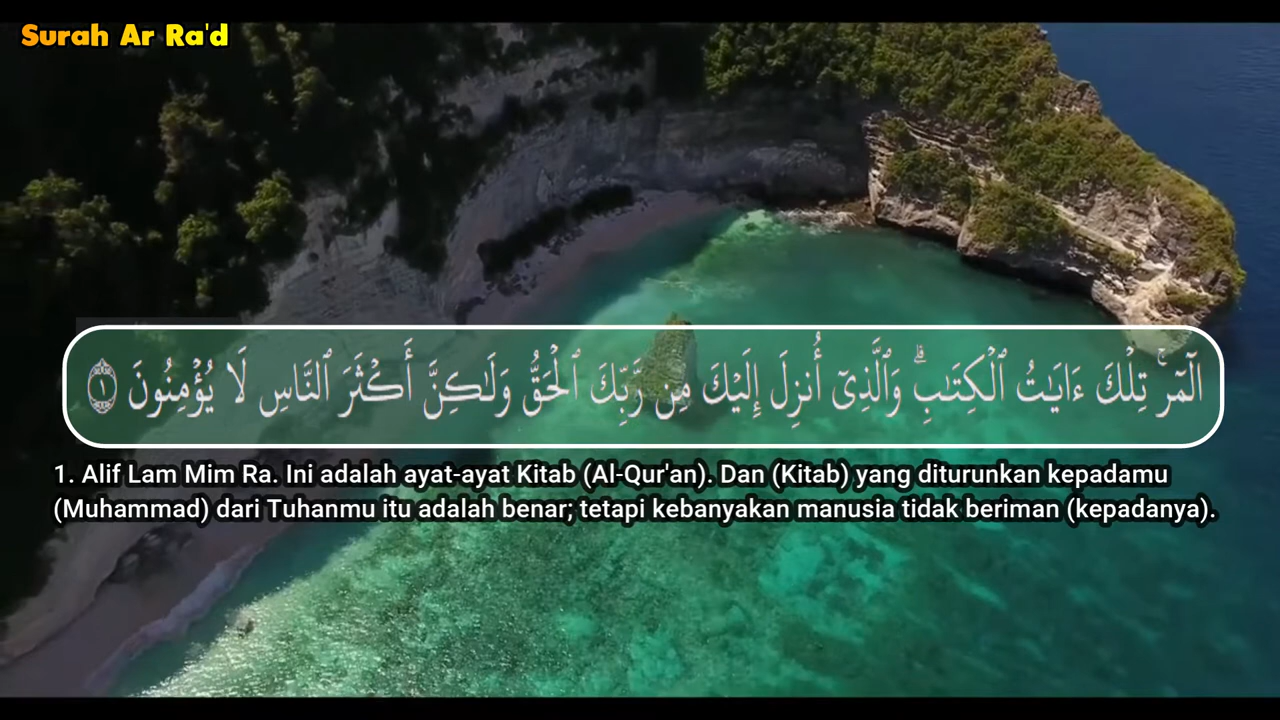 Surah Ar Ra'd
الٓمٓرۚ تِلۡكَ ءَايَٰتُ ٱلۡكِتَٰبِۗ وَٱلَّذِيٓ أُنزِلَ إِلَيۡكَ مِن رَّبِّكَ ٱلۡحَقُّ وَلَٰكِنَّ أَكۡثَرَ ٱلنَّاسِ لَا يُؤۡمِنُونَ ١
1. Alif Lam Mim Ra. Ini adalah ayat-ayat Kitab (Al-Qur'an). Dan (Kitab) yang diturunkan kepadamu
(Muhammad) dari Tuhanmu itu adalah benar; tetapi kebanyakan manusia tidak beriman (kepadanya).